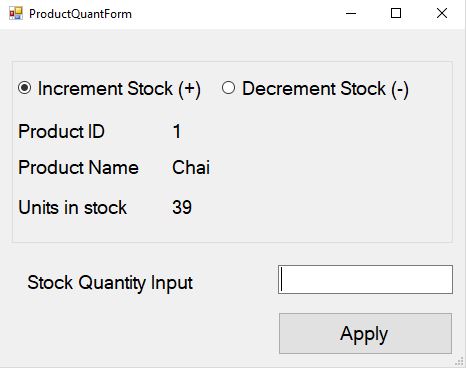 ProductQuantForm
Increment Stock (+) Decrement Stock (-)
Product ID 1
Product Name Chai
Units in stock 39
Stock Quantity Input
Apply